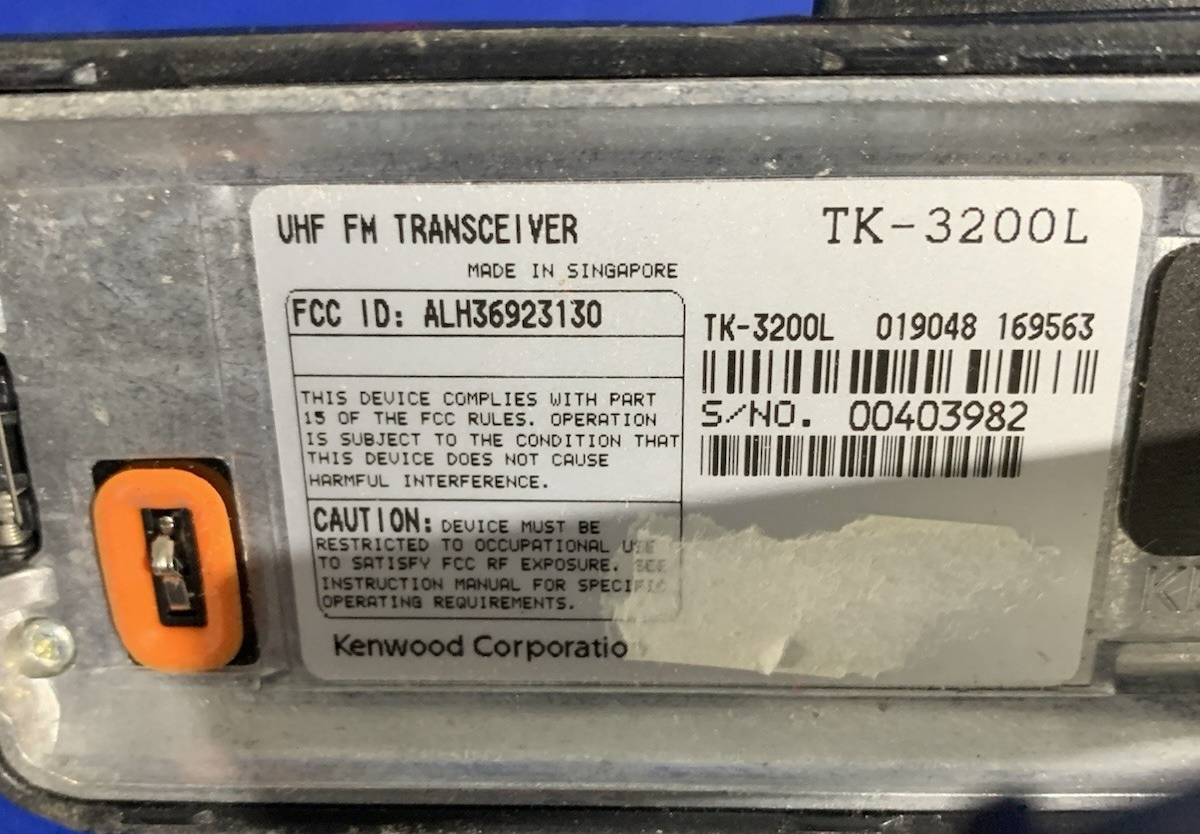 UHF FM TRANSCEIVER
TK-3200L
MADE IN SINGAPORE
FCC ID: ALH36923130
THIS DEVICE COMPLIES WITH PART
15 OF THE FCC RULES. OPERATION
IS SUBJECT TO THE CONDITION THAT
THIS DEVICE DOES NOT CAUSE
HARMFUL INTERFERENCE.
CAUTION: DEVICE MUST BE
RESTRICTED TO OCCUPATIONAL USE
TO SATISFY FCC RF EXPOSURE. SEE
INSTRUCTION MANUAL FOR SPECIFIC
OPERATING REQUIREMENTS.
Kenwood Corporatio
TK-3200L 019048 169563
S/NO. 00403982